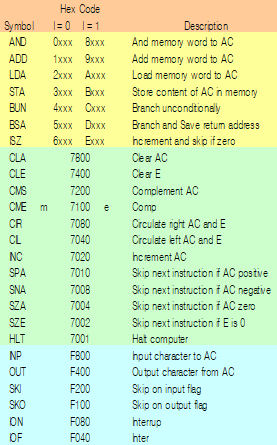 Hex Code
Symbol I = 0 I = 1 Description
AND 0xxx 8xxx And memory word to AC
ADD 1xxx 9xxx Add memory word to AC
LDA 2xxx Axxx Load memory word to AC
STA 3xxx Bxxx Store content of AC in memory
BUN 4xxx Cxxx Branch unconditionally
BSA 5xxx Dxxx Branch and Save return address
ISZ 6xxx Exxx Increment and skip if zero
CLA 7800 Clear AC
CLE 7400 Clear E
CMS 7200 Complement AC
CME m 7100 e Comp
CIR 7080 Circulate right AC and E
CIL 7040 Circulate left AC and E
INC 7020 Increment AC
SPA 7010 Skip next instruction if AC positive
SNA 7008 Skip next instruction if AC negative
SZA 7004 Skip next instruction if AC zero
SZE 7002 Skip next instruction if E is 0
HLT 7001 Halt computer
INP F800 Input character to AC
OUT F400 Output character from AC
SKI F200 Skip on input flag
SKO F100 Skip on output flag
ION F080 Interrup
IOF F040 Inter